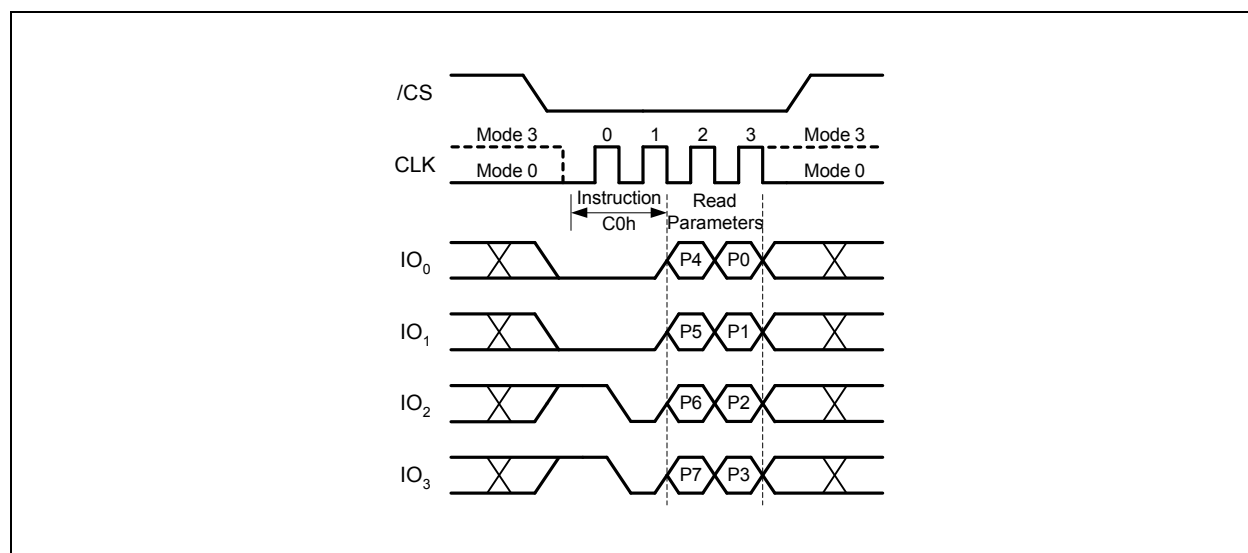 /CS
Mode 3 0 1 2 3 Mode 3
CLK
Mode 0 Mode 0
Instruction Read
C0h Parameters
IO0 P4 P0
IO1 P5 P1
IO2 P6 P2
IO3 P7 P3